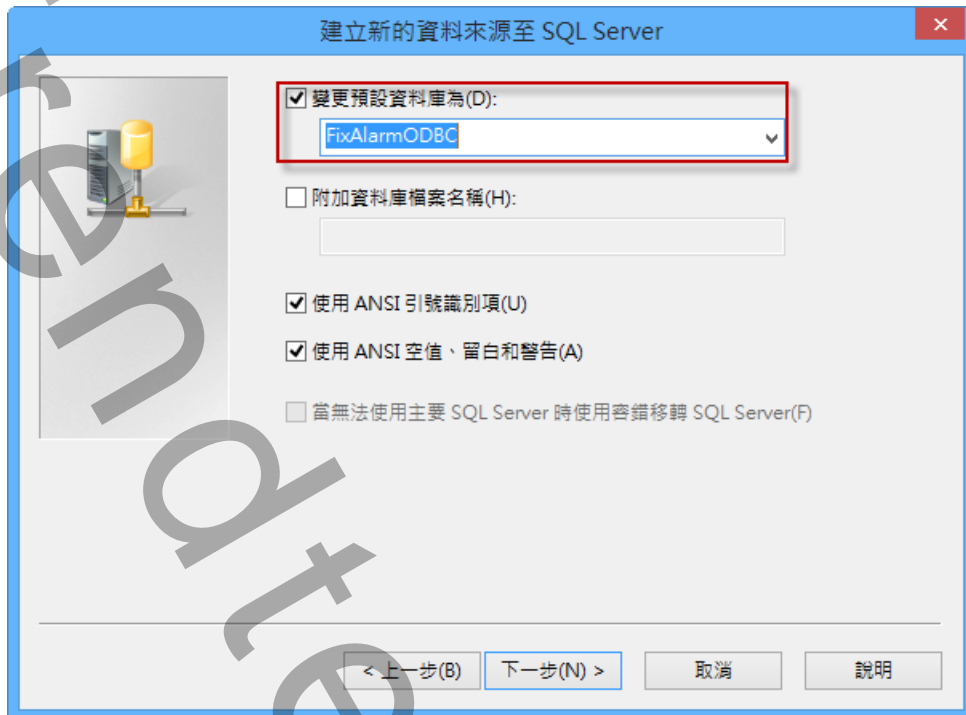 建立新的資料來源至 SQL Server
變更預設資料庫為(D):
FixAlarmODBC
附加資料庫檔案名稱(H):
使用 ANSI 引號識別項(U)
使用 ANSI 空值、留白和警告(A)
當無法使用主要 SQL Server 時使用容錯移轉 SQL Server(F)
< 上一步(B)
下一步(N) >
取消
說明
endte